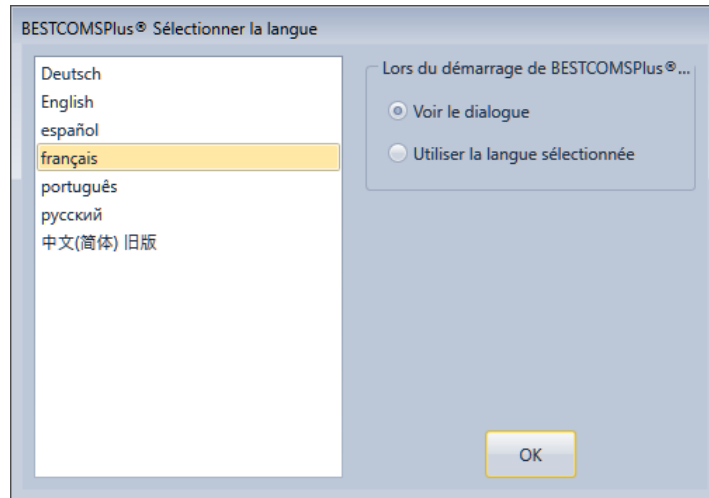 BESTCOMSPlus® Sélectionner la langue
Deutsch
English
español
français
português
русский
中文(简体) 旧版
Lors du démarrage de BESTCOMSPlus®...
Voir le dialogue
Utiliser la langue sélectionnée
OK